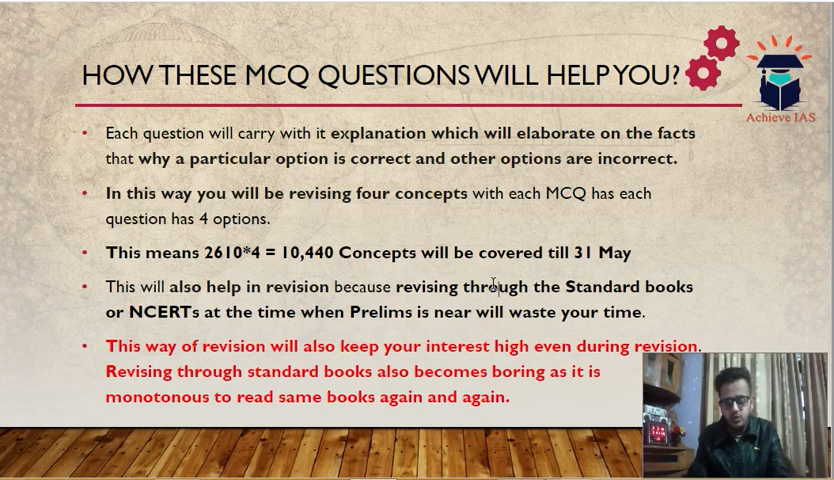 HOW THESE MCQ QUESTIONS WILL HELP YOU?
Achieve IAS
• Each question will carry with it explanation which will elaborate on the facts
that why a particular option is correct and other options are incorrect.
• In this way you will be revising four concepts with each MCQ has each
question has 4 options.
• This means 2610*4 = 10,440 Concepts will be covered till 31 May
• This will also help in revision because revising through the Standard books
or NCERTs at the time when Prelims is near will waste your time.
• This way of revision will also keep your interest high even during revision.
Revising through standard books also becomes boring as it is
monotonous to read same books again and again.